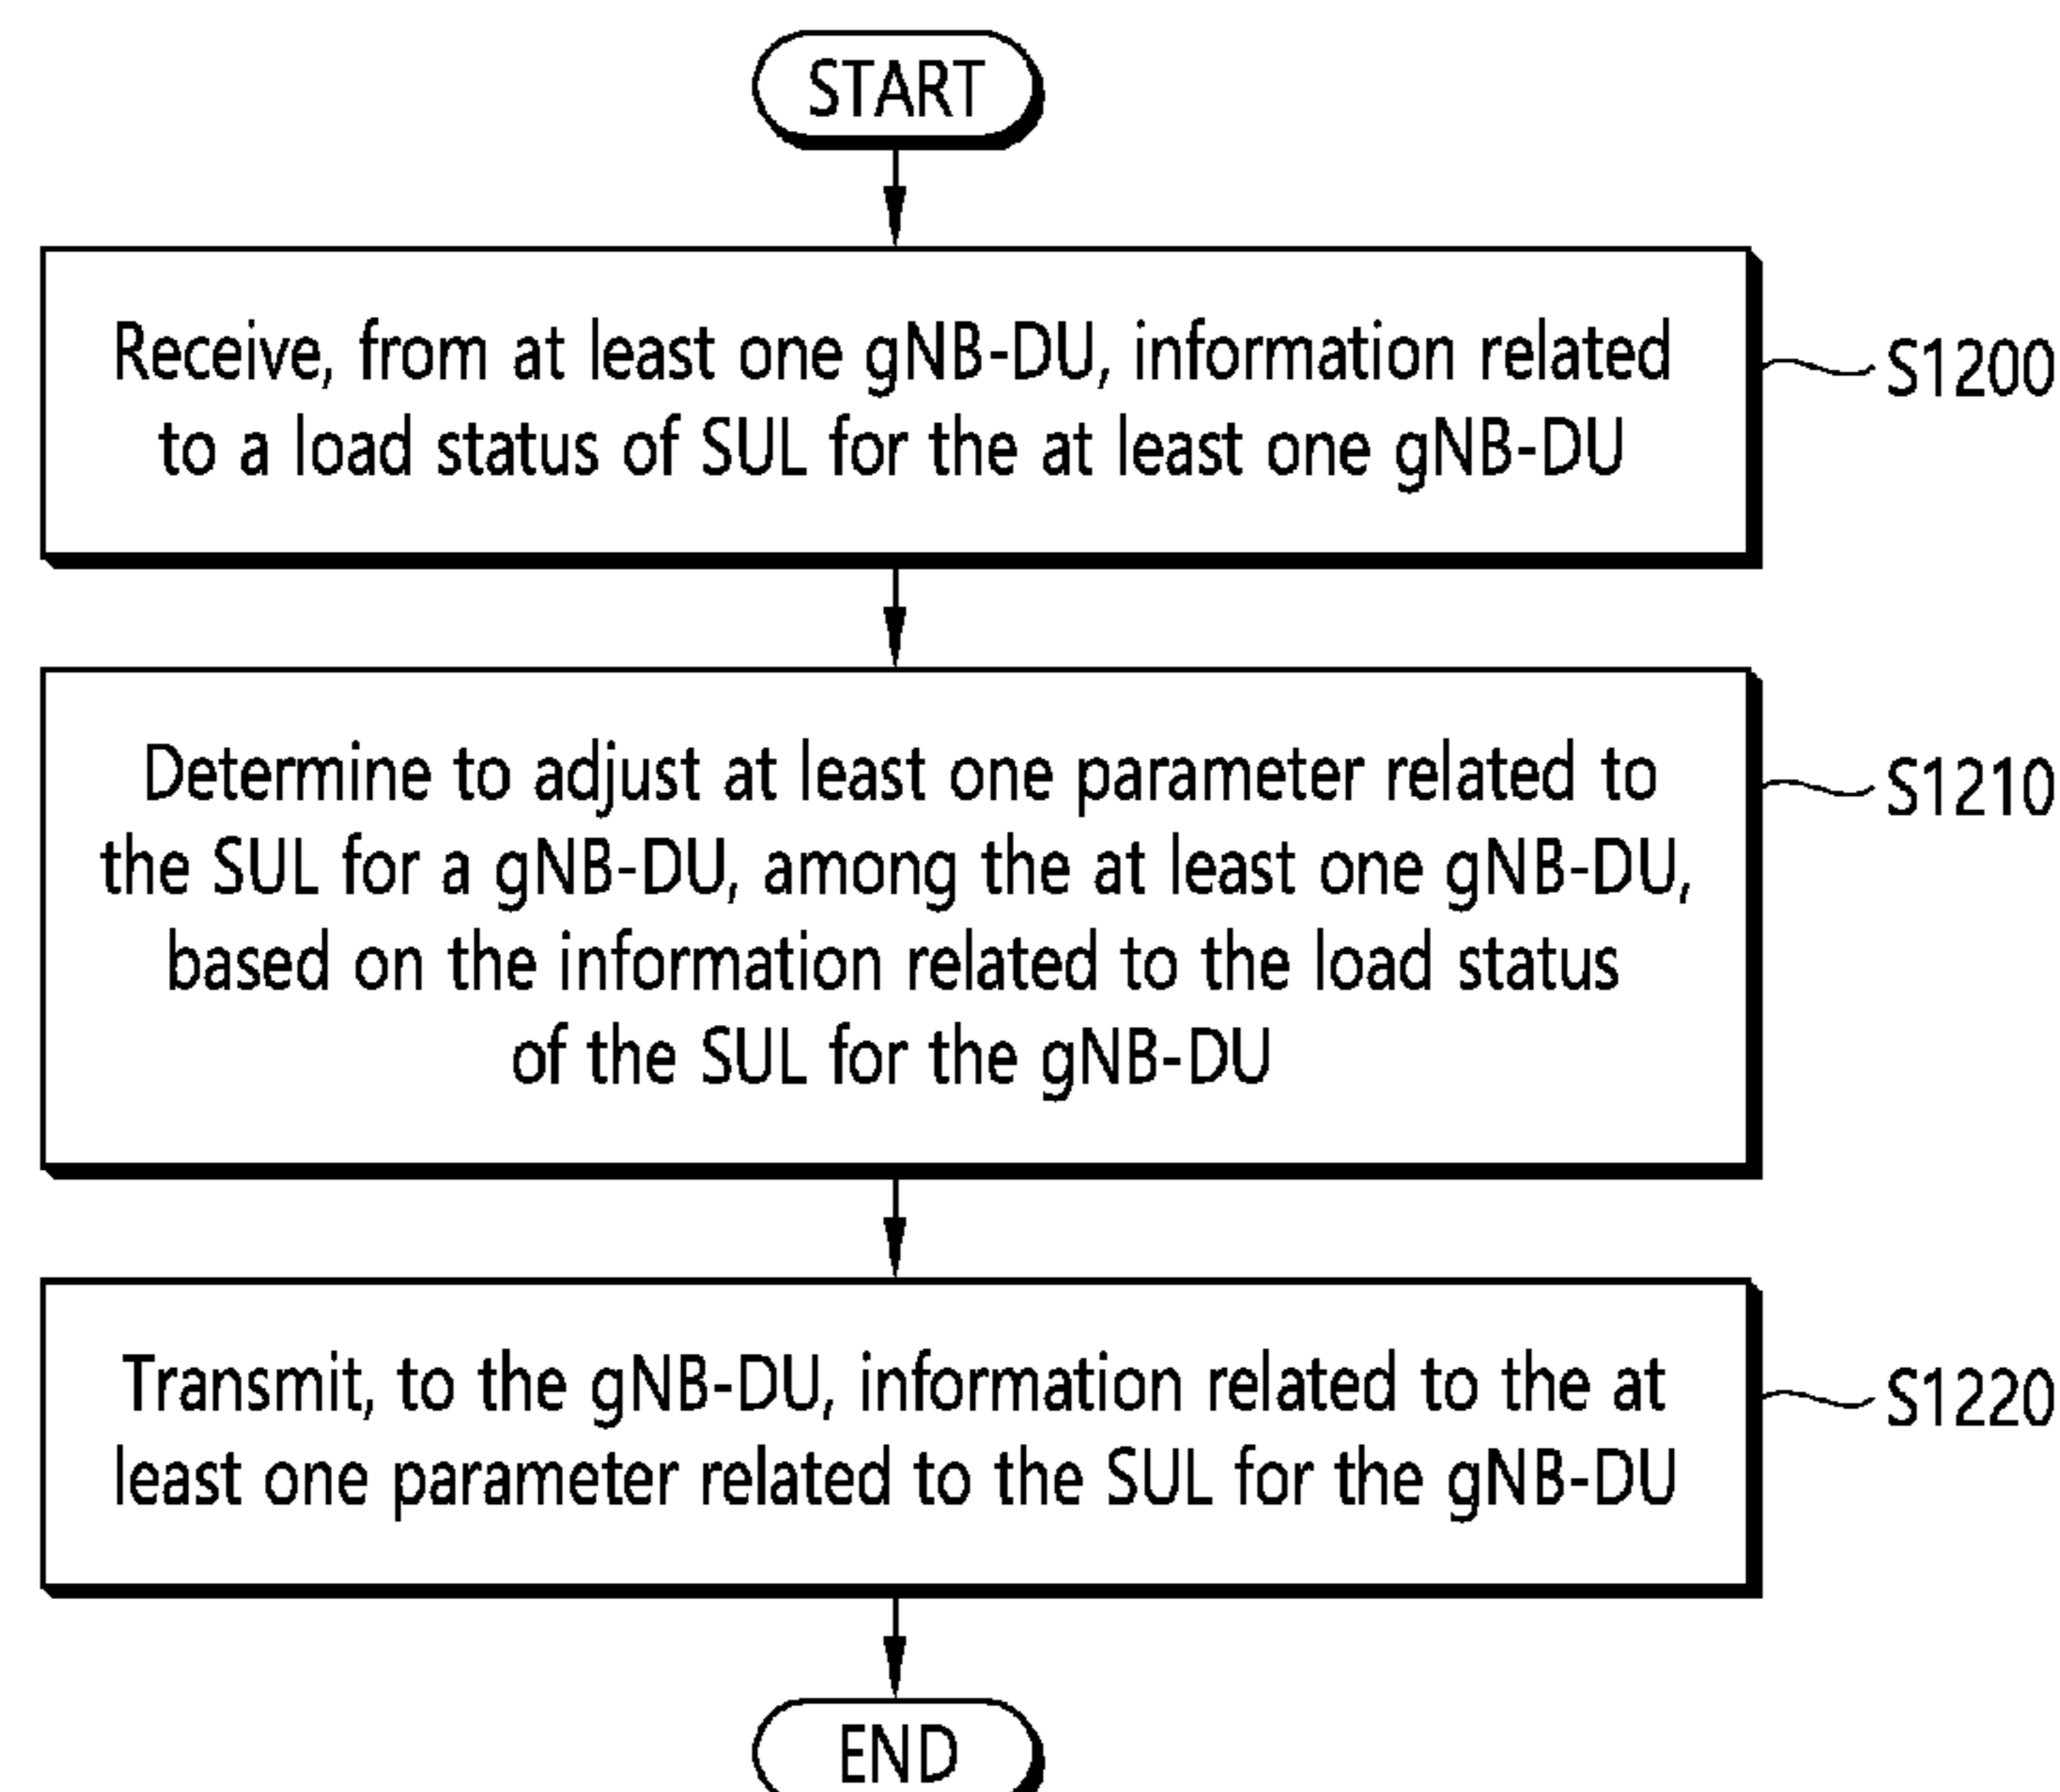 START
Receive, from at least one gNB-DU, information related
to a load status of SUL for the at least one gNB-DU
S1200
Determine to adjust at least one parameter related to
the SUL for a gNB-DU, among the at least one gNB-DU,
based on the information related to the load status
of the SUL for the gNB-DU
S1210
Transmit, to the gNB-DU, information related to the at
least one parameter related to the SUL for the gNB-DU
S1220
END